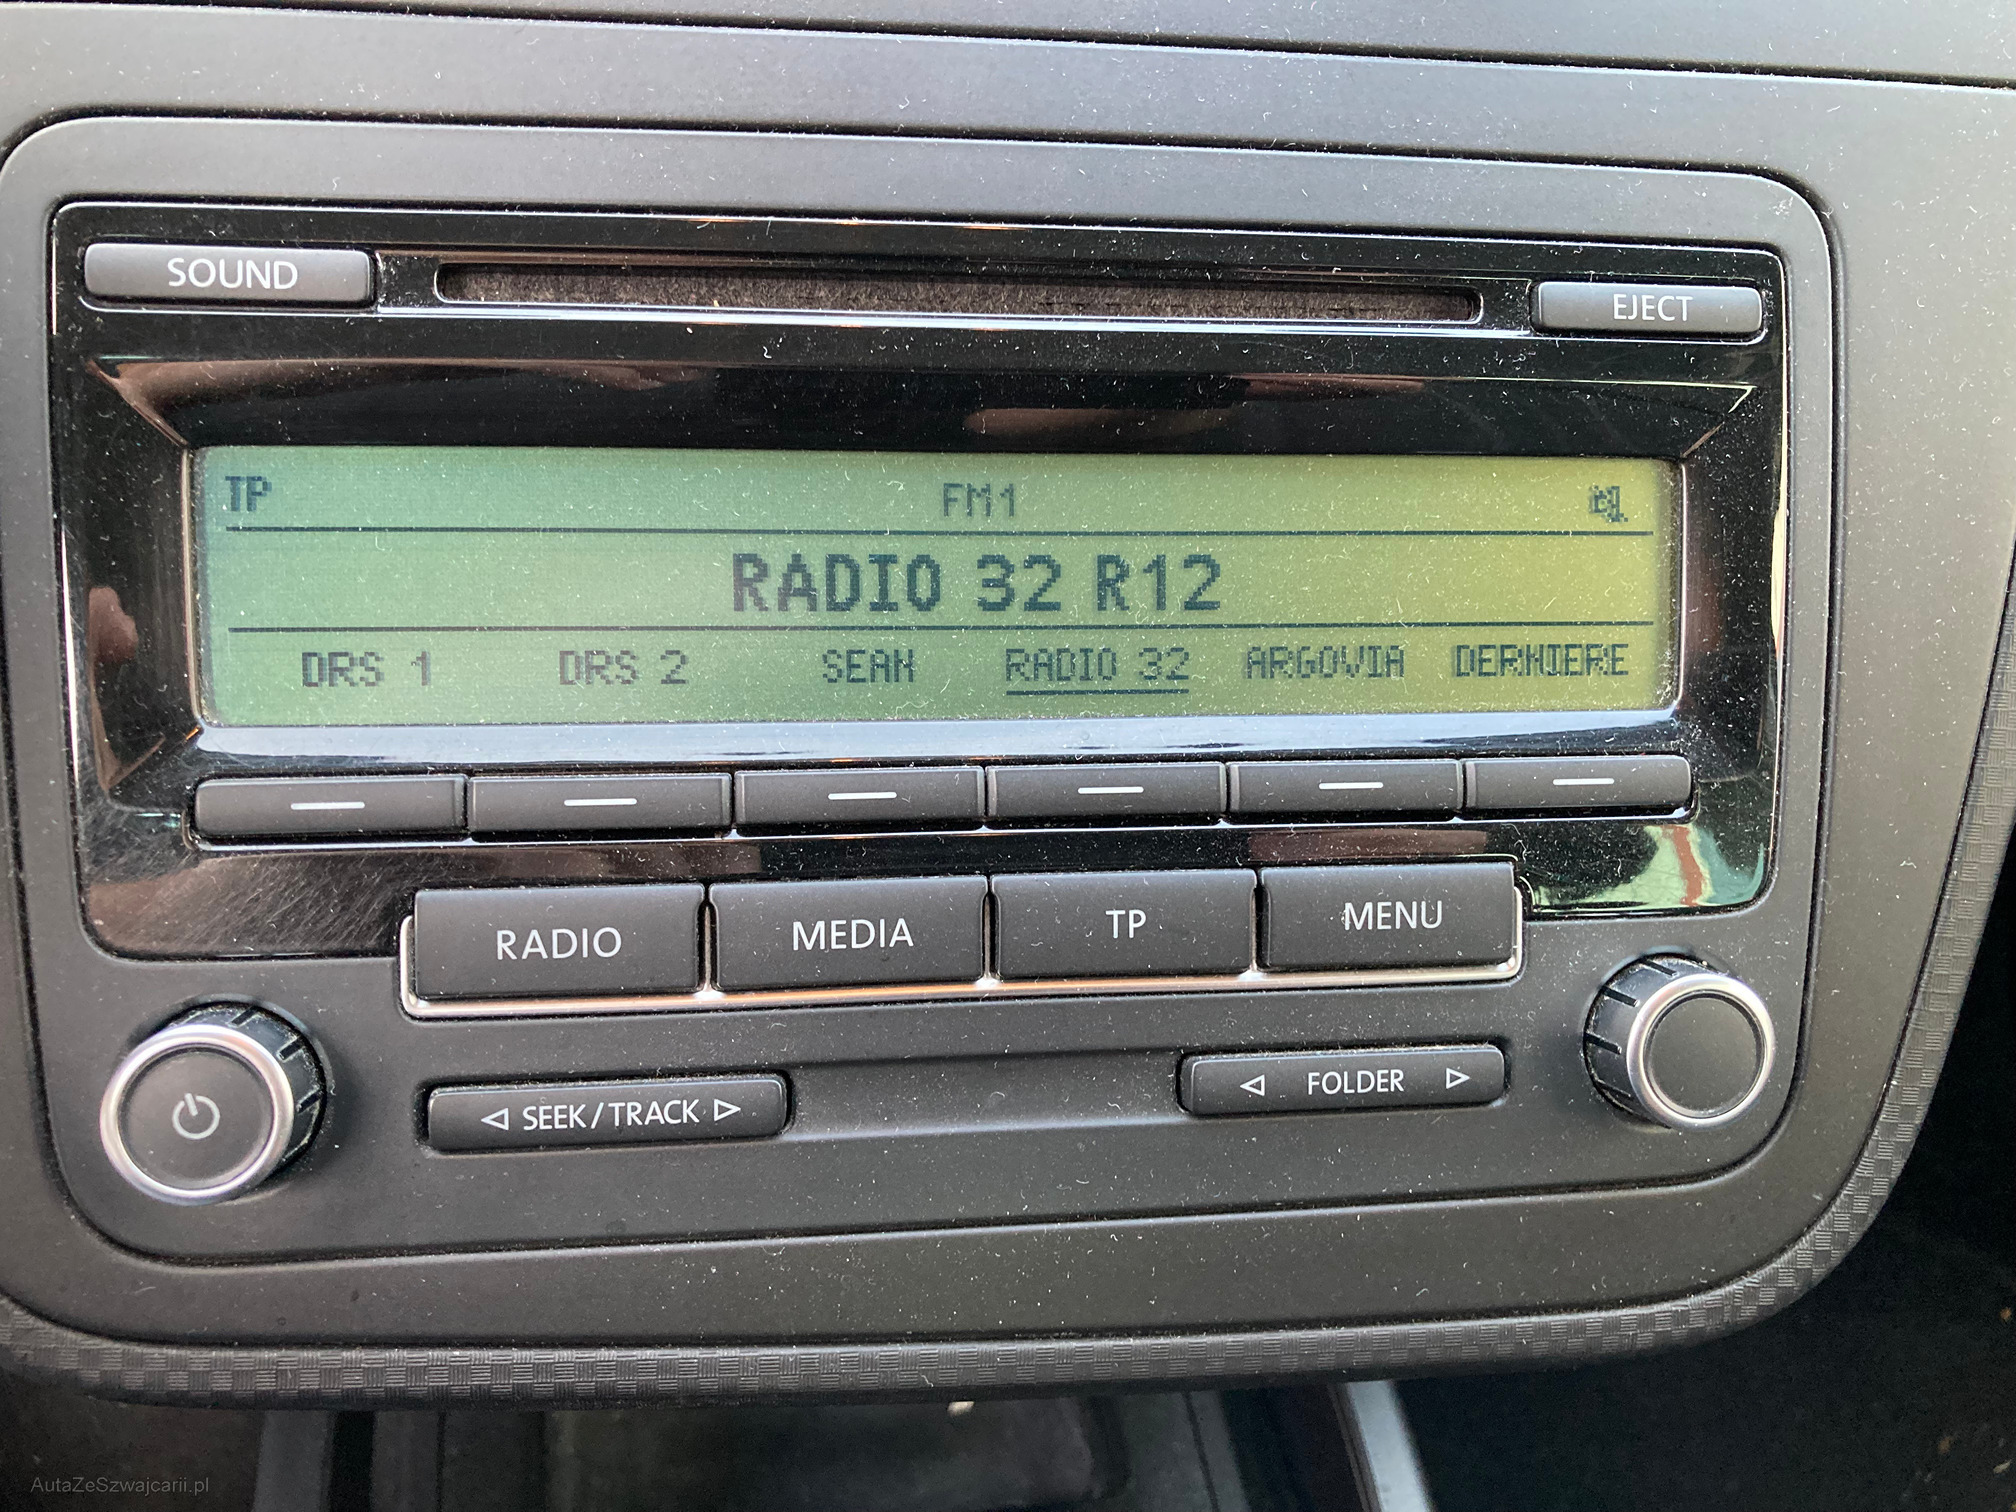 SOUND
EJECT
TP FM1
RADIO 32 R12
DRS 1 DRS 2 SEAN RADIO 32 ARGOVIA DERNIERE
RADIO MEDIA TP MENU
SEEK/TRACK FOLDER
AutaZeSzwajcarii.pl